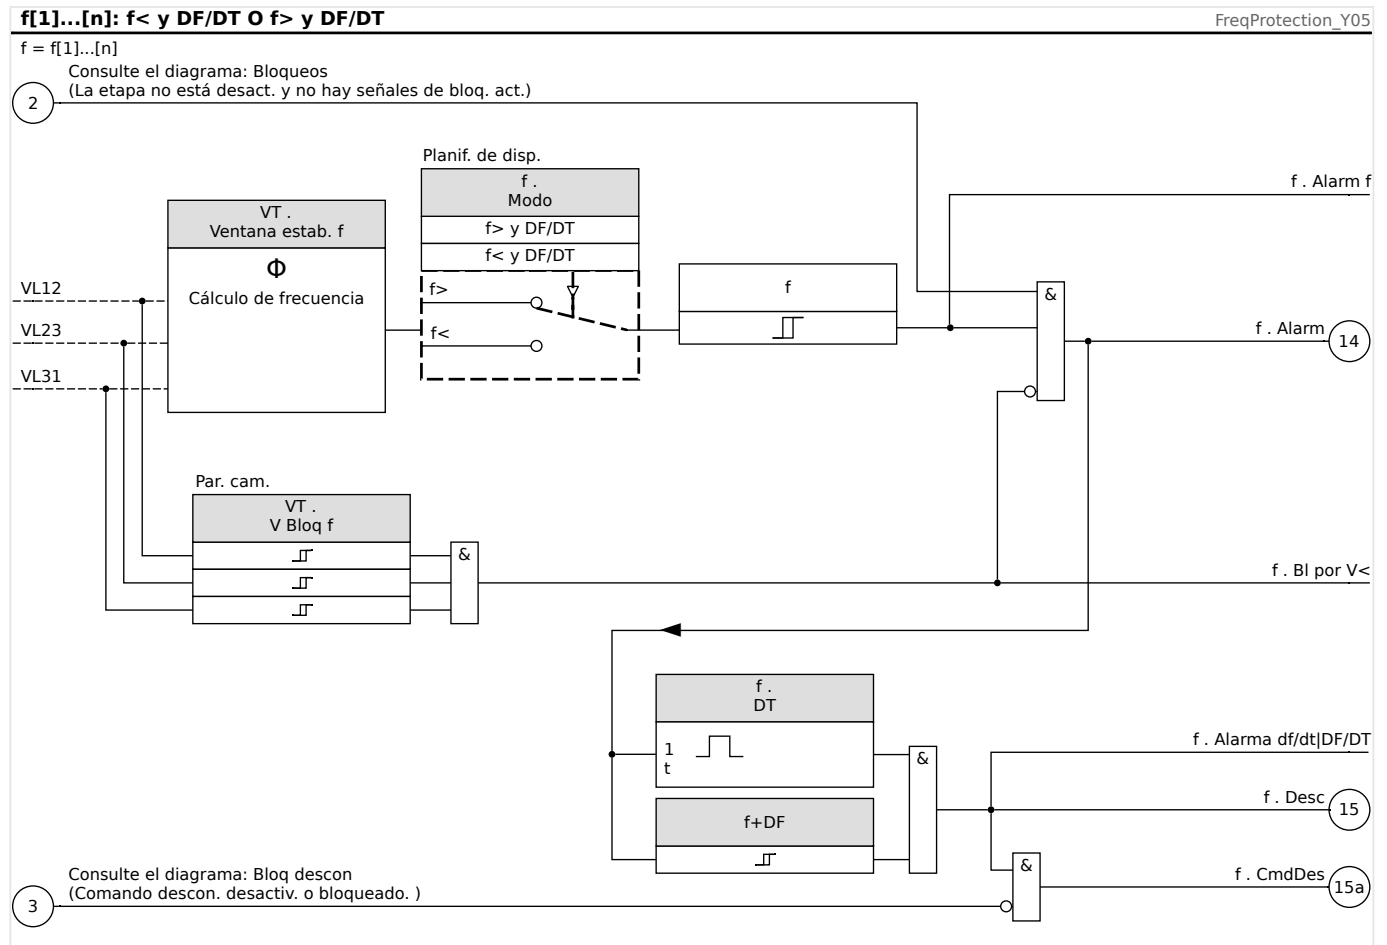 f[1]...[n]: f< y DF/DT O f> y DF/DT
FreqProtection_Y05
f = f[1]...[n]
Consulte el diagrama: Bloqueos
(La etapa no está desact. y no hay señales de bloq. act.)
2
Planif. de disp.
f .
Modo
f> y DF/DT
f< y DF/DT
f>
f<
VT .
Ventana estab. f
Φ
Cálculo de frecuencia
VL12
VL23
VL31
f
&
f . Alarm f
f . Alarm
14
Par. cam.
VT .
V Bloq f
&
f . Bl por V<
f .
DT
1
t
f+DF
&
f . Alarma df/dt|DF/DT
f . Desc
15
&
f . CmdDes
15a
Consulte el diagrama: Bloq descon
(Comando descon. desactiv. o bloqueado. )
3